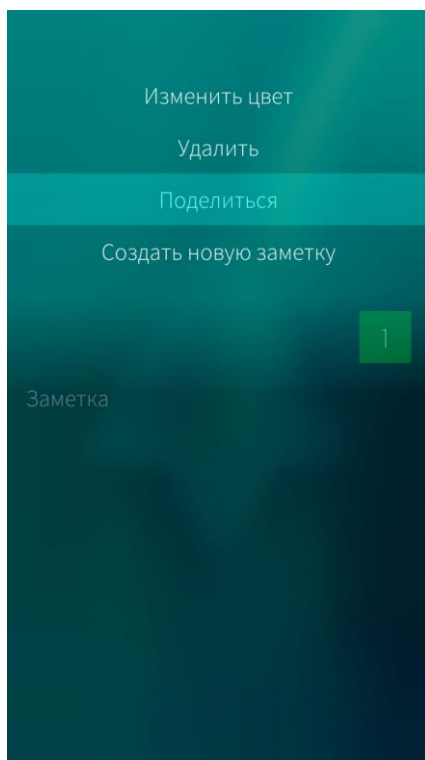 Изменить цвет
Удалить
Поделиться
Создать новую заметку
1
Заметка